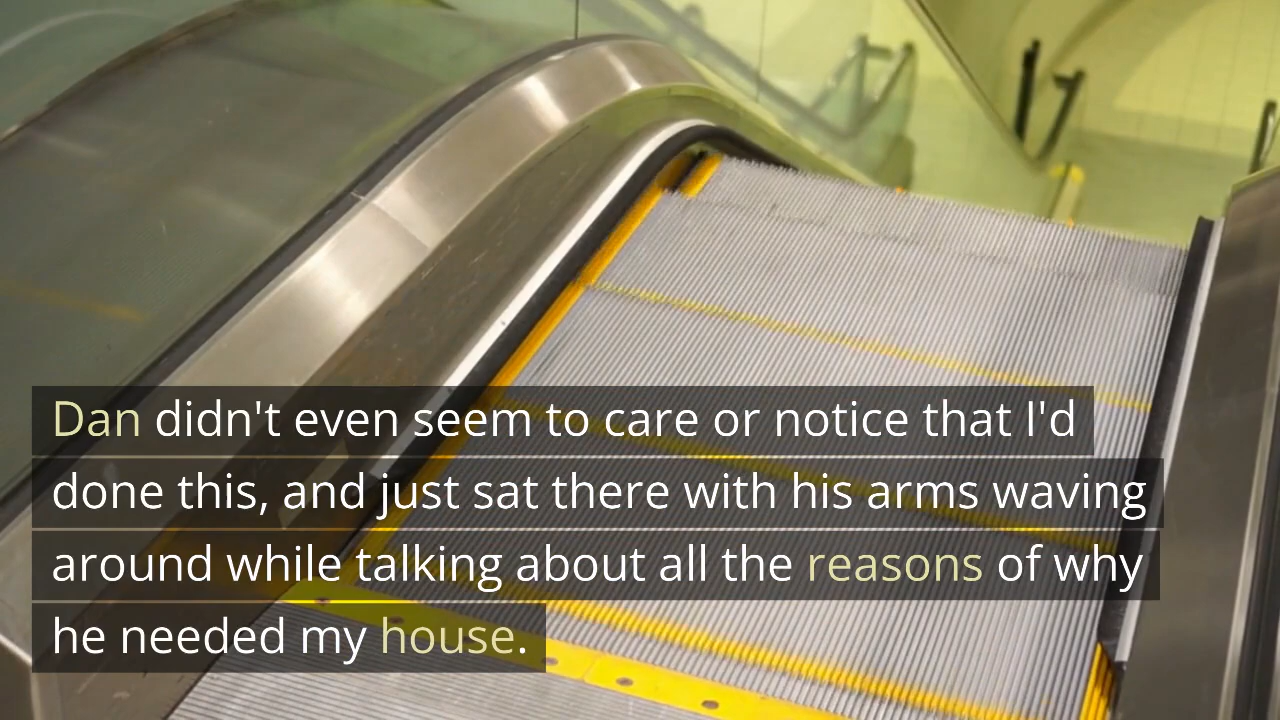 Dan didn't even seem to care or notice that I'd
done this, and just sat there with his arms waving
around while talking about all the reasons of why
he needed my house.